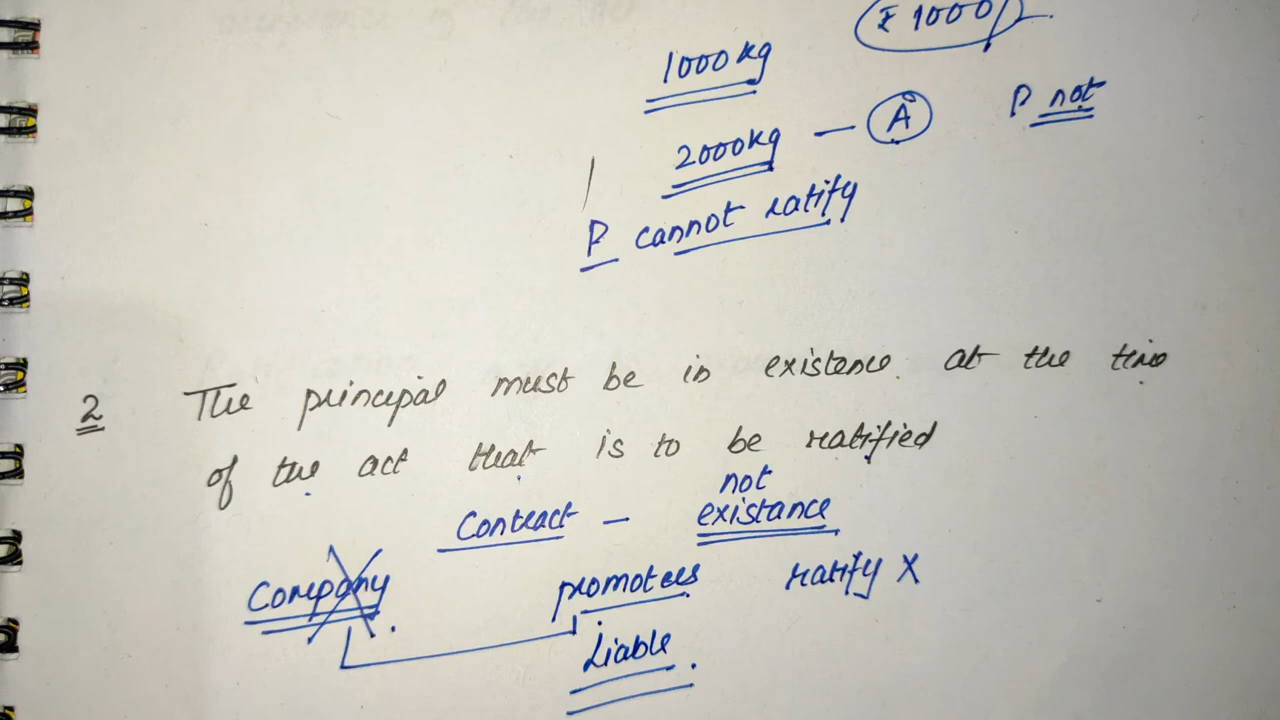 ₹ 1000/-
1000 kg
2000 kg — A P not
P cannot ratify
2 The principal must be in existence at the time
of the act that is to be ratified
not
Contract — existance
Company promoters ratify X
Liable.